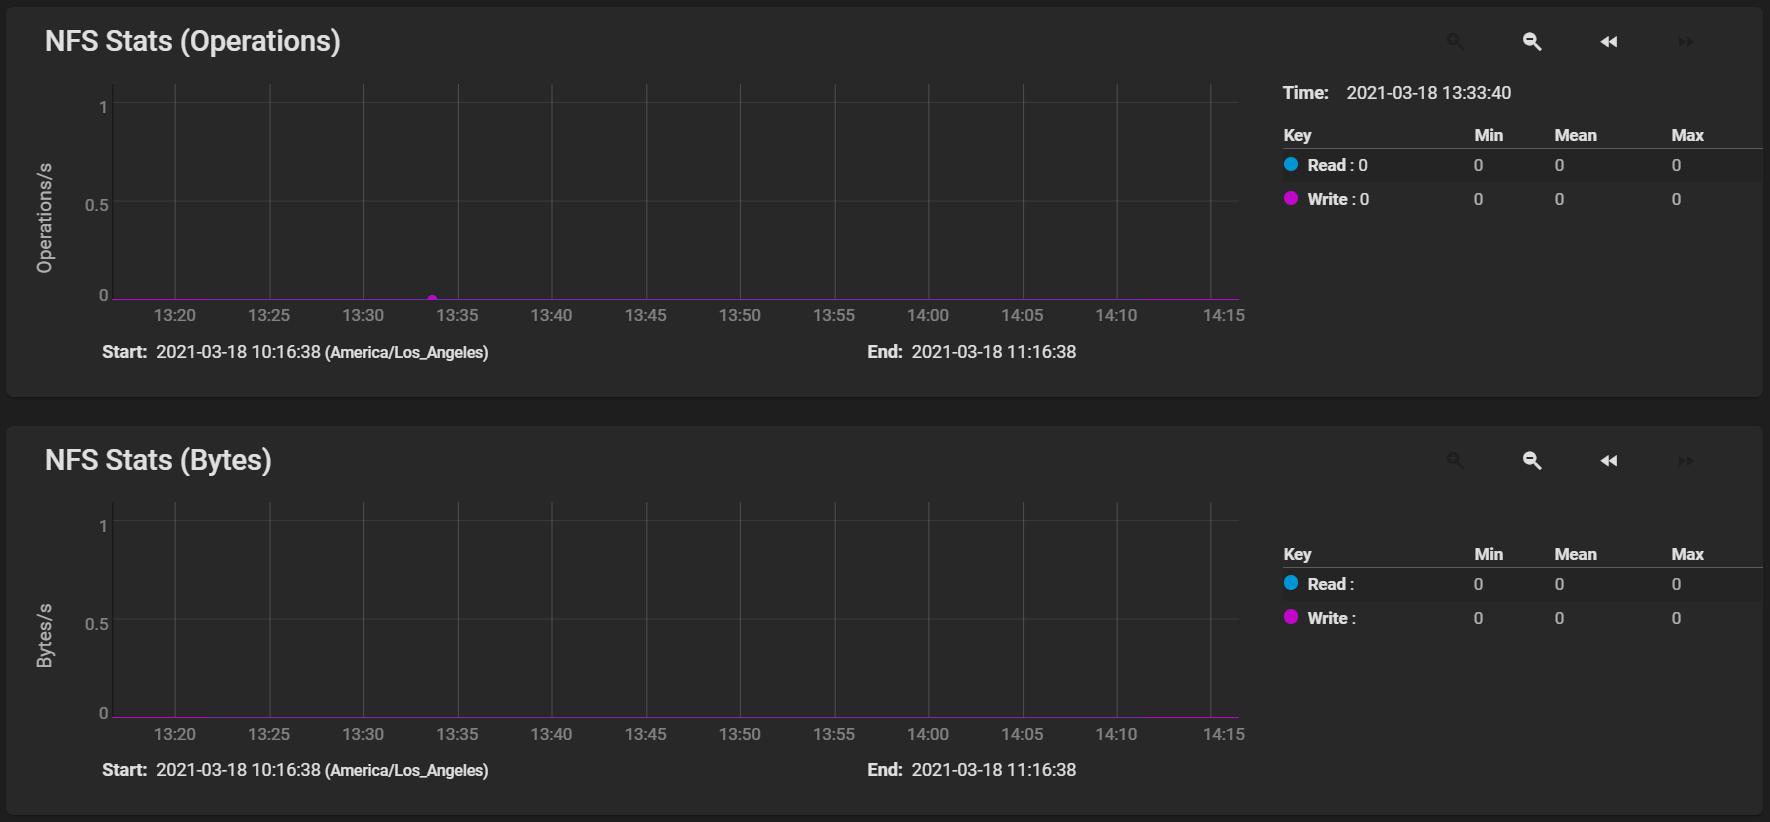 NFS Stats (Operations)
Time: 2021-03-18 13:33:40
Key Min Mean Max
Read : 0 0 0 0
Write : 0 0 0 0
Operations/s
1
0.5
0
13:20 13:25 13:30 13:35 13:40 13:45 13:50 13:55 14:00 14:05 14:10 14:15
Start: 2021-03-18 10:16:38 (America/Los_Angeles) End: 2021-03-18 11:16:38
NFS Stats (Bytes)
Key Min Mean Max
Read : 0 0 0
Write : 0 0 0
Bytes/s
1
0.5
0
13:20 13:25 13:30 13:35 13:40 13:45 13:50 13:55 14:00 14:05 14:10 14:15
Start: 2021-03-18 10:16:38 (America/Los_Angeles) End: 2021-03-18 11:16:38